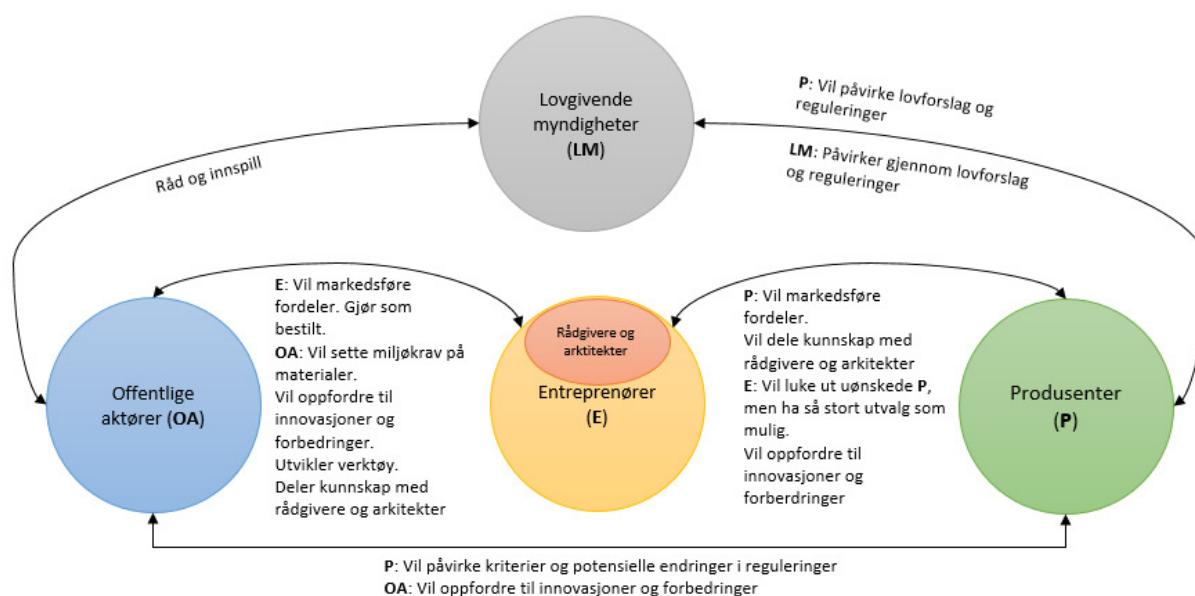 Lovgivende
myndigheter
(LM)
P: Vil påvirke lovforslag og
reguleringer
LM: Påvirker gjennom lovforslag
og reguleringer
Råd og innspill
Offentlige
aktører (OA)
E: Vil markedsføre
fordeler. Gjør som
bestilt.
OA: Vil sette miljøkrav på
materialer.
Vil oppfordre til
innovasjoner og
forbedringer.
Utvikler verktøy.
Deler kunnskap med
rådgivere og arkitekter
Rådgivere og
arktitekter
Entreprenører
(E)
P: Vil markedsføre
fordeler.
Vil dele kunnskap med
rådgivere og arkitekter
E: Vil luke ut uønskede P,
men ha så stort utvalg som
mulig.
Vil oppfordre til
innovasjoner og
forberdringer
Produsenter
(P)
P: Vil påvirke kriterier og potensielle endringer i reguleringer
OA: Vil oppfordre til innovasjoner og forbedringer